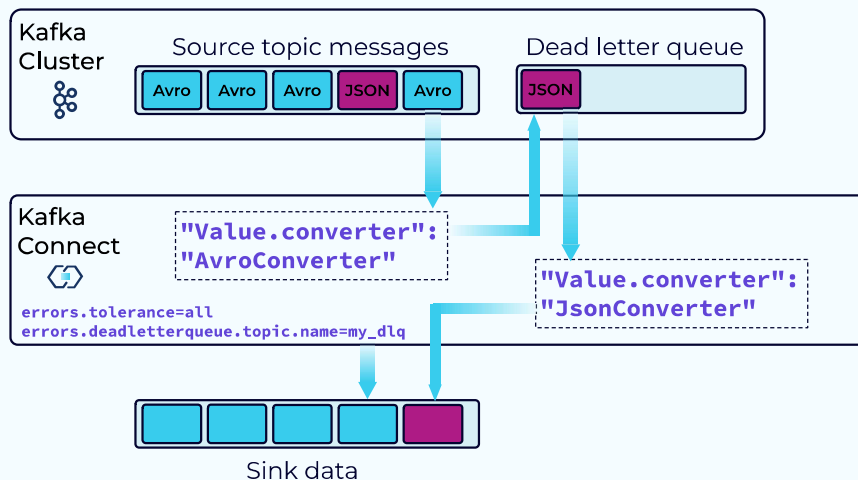 Kafka
Cluster
Source topic messages
Dead letter queue
Avro Avro Avro JSON Avro
JSON
Kafka
Connect
"Value.converter":
"AvroConverter"
"Value.converter":
"JsonConverter"
errors.tolerance=all
errors.deadletterqueue.topic.name=my_dlq
Sink data